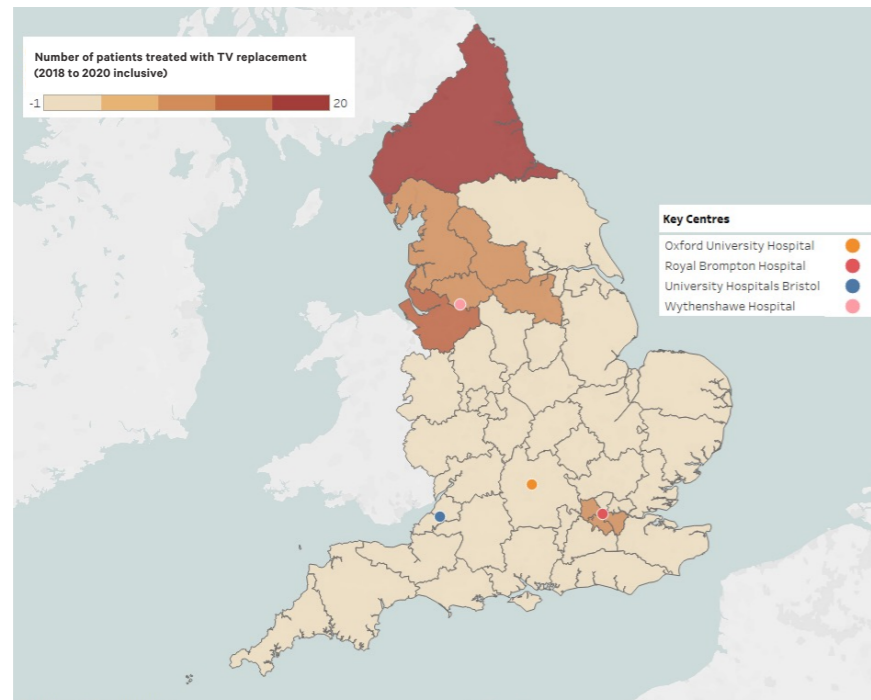 Number of patients treated with TV replacement
(2018 to 2020 inclusive)
-1 20
Key Centres
Oxford University Hospital
Royal Brompton Hospital
University Hospitals Bristol
Wythenshawe Hospital